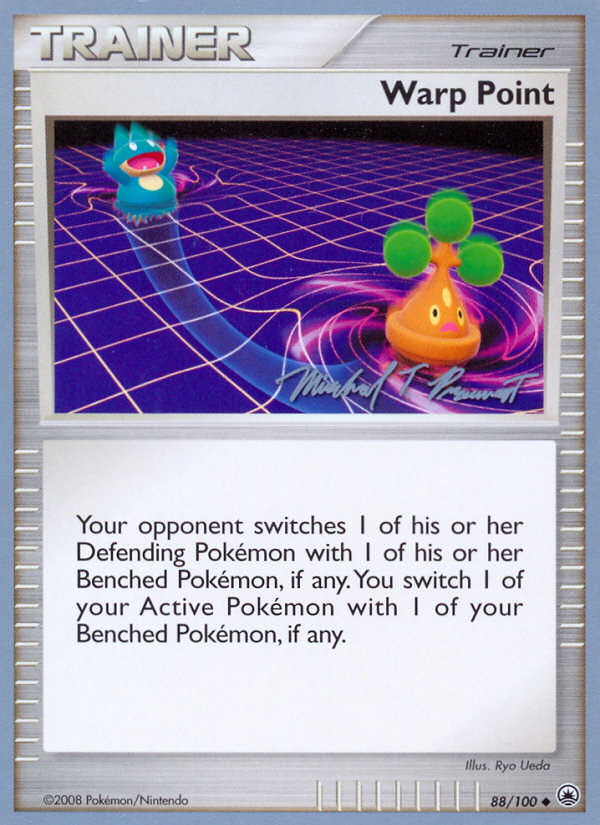 TRAINER
Trainer
Warp Point
Michael T Pramawat
Your opponent switches 1 of his or her
Defending Pokémon with 1 of his or her
Benched Pokémon, if any. You switch 1 of
your Active Pokémon with 1 of your
Benched Pokémon, if any.
Illus. Ryo Ueda
©2008 Pokémon/Nintendo
88/100